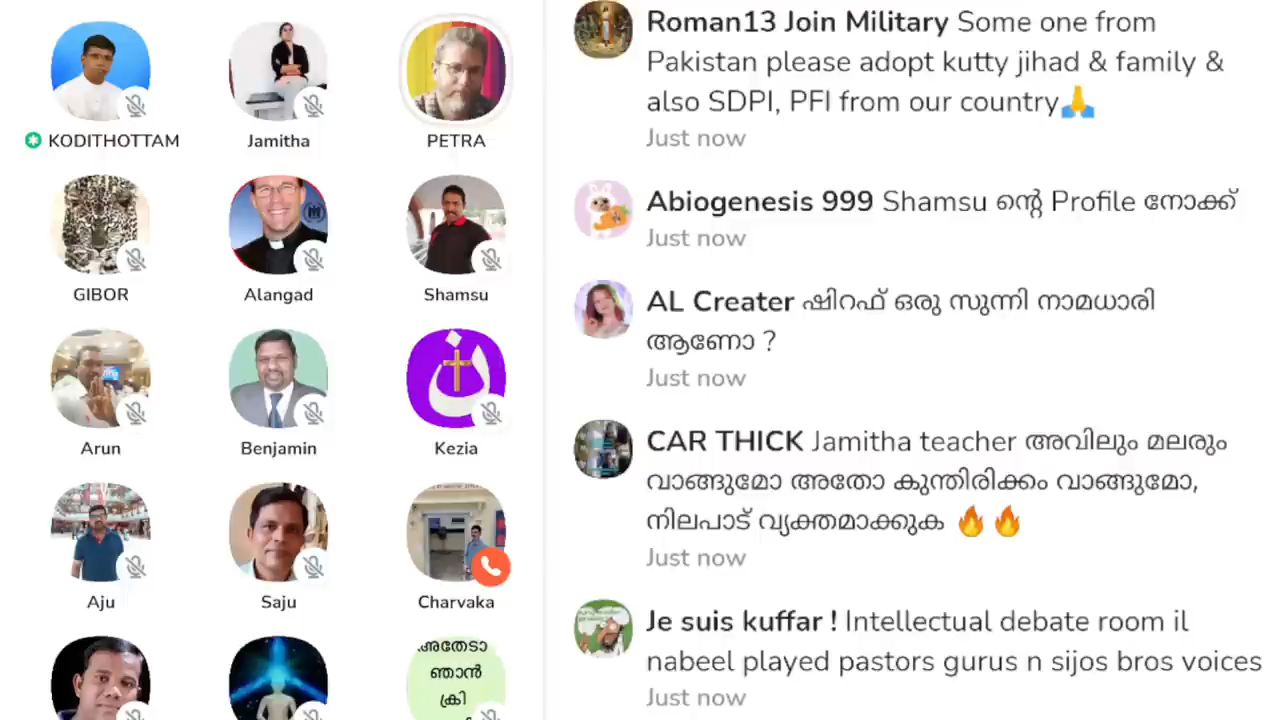 KODITHOTTAM
Jamitha
PETRA
GIBOR
Alangad
Shamsu
Arun
Benjamin
Kezia
Aju
Saju
Charvaka
അതേടാ
ഞാൻ
ക്രി
Roman13 Join Military Some one from
Pakistan please adopt kutty jihad & family &
also SDPI, PFI from our country🙏
Just now
Abiogenesis 999 Shamsu ന്റെ Profile നോക്ക്
Just now
AL Creater ഷിറഫ് ഒരു സുന്നി നാമധാരി
ആണോ ?
Just now
CAR THICK Jamitha teacher അവിലും മലരും
വാങ്ങുമോ അതോ കുന്തിരിക്കം വാങ്ങുമോ,
നിലപാട് വ്യക്തമാക്കുക 🔥🔥
Just now
Je suis kuffar ! Intellectual debate room il
nabeel played pastors gurus n sijos bros voices
Just now